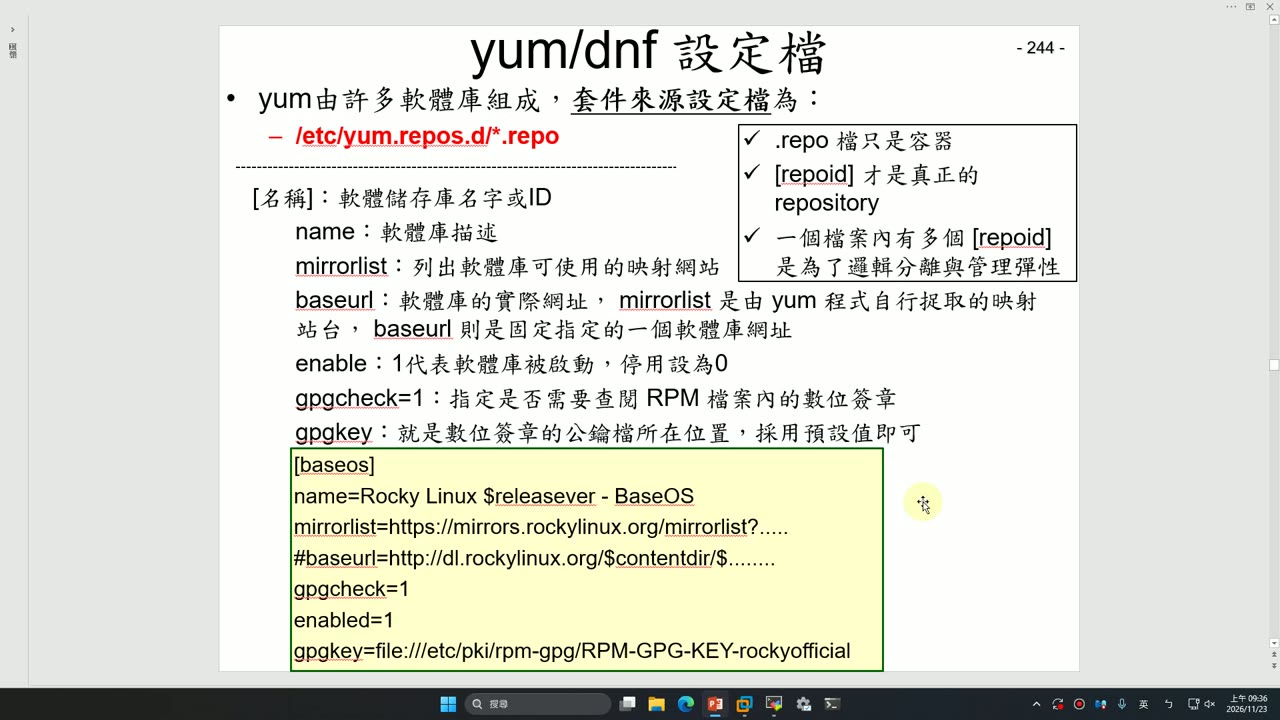 yum/dnf 設定檔
- 244 -
• yum由許多軟體庫組成，套件來源設定檔為：
– /etc/yum.repos.d/*.repo
✓ .repo 檔只是容器
✓ [repoid] 才是真正的
repository
✓ 一個檔案內有多個 [repoid]
是為了邏輯分離與管理彈性
[名稱]：軟體儲存庫名字或ID
name：軟體庫描述
mirrorlist：列出軟體庫可使用的映射網站
baseurl：軟體庫的實際網址， mirrorlist 是由 yum 程式自行捉取的映射
站台， baseurl 則是固定指定的一個軟體庫網址
enable：1代表軟體庫被啟動，停用設為0
gpgcheck=1：指定是否需要查閱 RPM 檔案內的數位簽章
gpgkey：就是數位簽章的公鑰檔所在位置，採用預設值即可
[baseos]
name=Rocky Linux $releasever - BaseOS
mirrorlist=https://mirrors.rockylinux.org/mirrorlist?.....
#baseurl=http://dl.rockylinux.org/$contentdir/$........
gpgcheck=1
enabled=1
gpgkey=file:///etc/pki/rpm-gpg/RPM-GPG-KEY-rockyofficial
搜尋
英
ㄅ
上午 09:36
2026/11/23